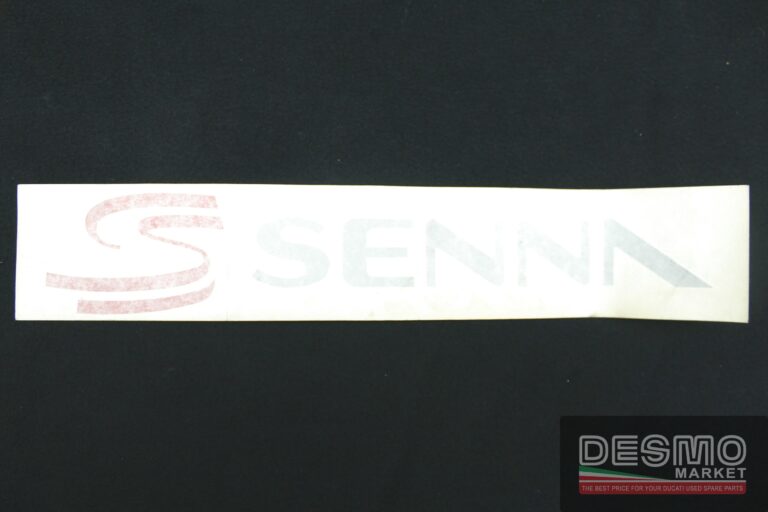 SENNA
DESMO
MARKET
THE BEST PRICE FOR YOUR DUCATI USED SPARE PARTS